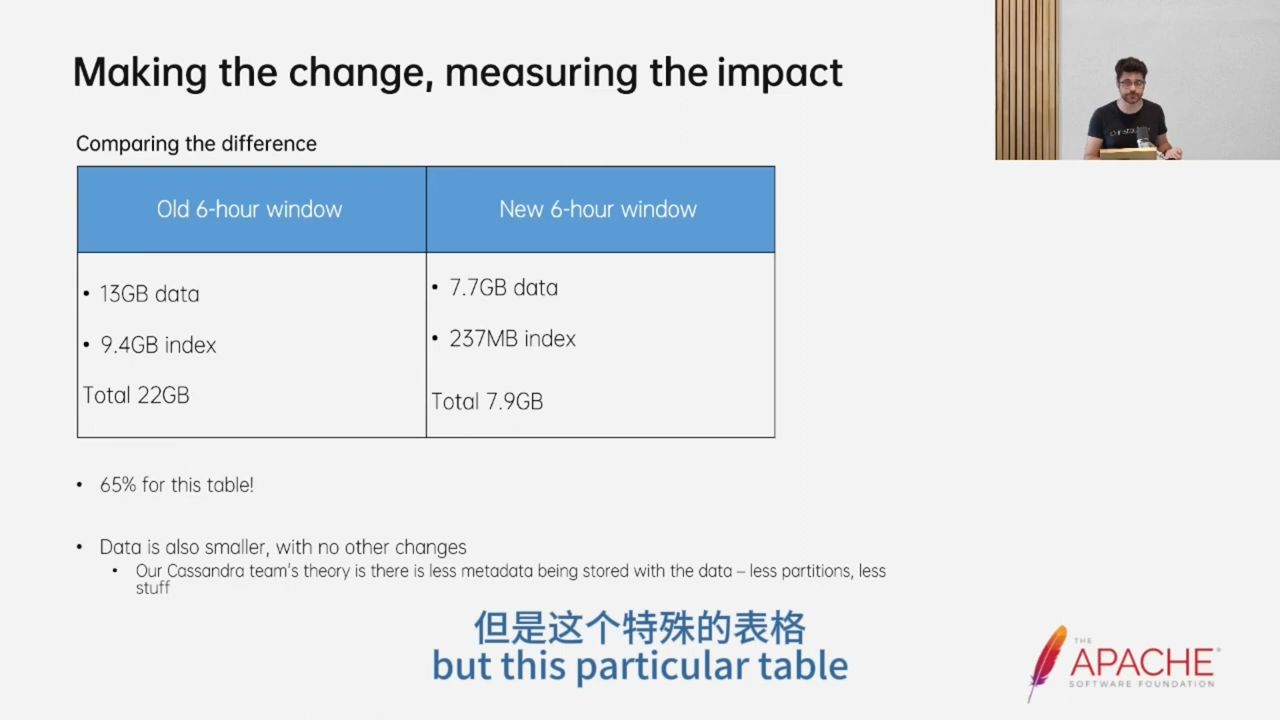 Making the change, measuring the impact
Comparing the difference
Old 6-hour window
New 6-hour window
• 13GB data
• 9.4GB index
Total 22GB
• 7.7GB data
• 237MB index
Total 7.9GB
• 65% for this table!
• Data is also smaller, with no other changes
• Our Cassandra team's theory is there is less metadata being stored with the data – less partitions, less
stuff
但是这个特殊的表格
but this particular table
THE
APACHE®
SOFTWARE FOUNDATION